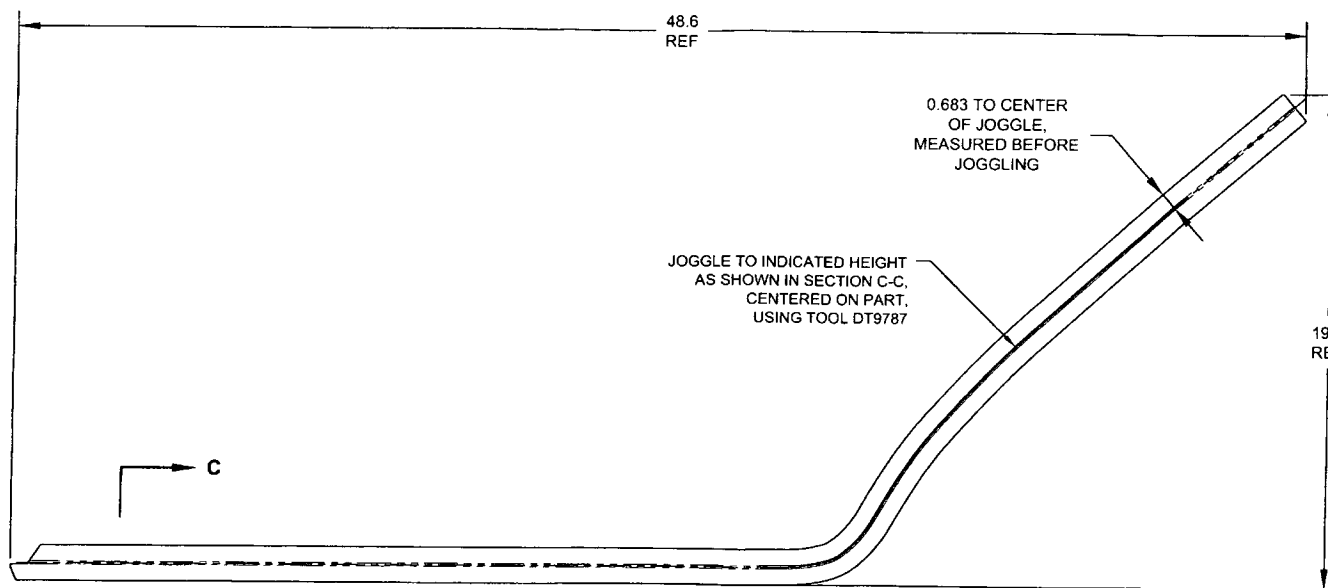 48.6
REF
0.683 TO CENTER
OF JOGGLE,
MEASURED BEFORE
JOGGLING
JOGGLE TO INDICATED HEIGHT
AS SHOWN IN SECTION C-C,
CENTERED ON PART,
USING TOOL DT9787
19
C